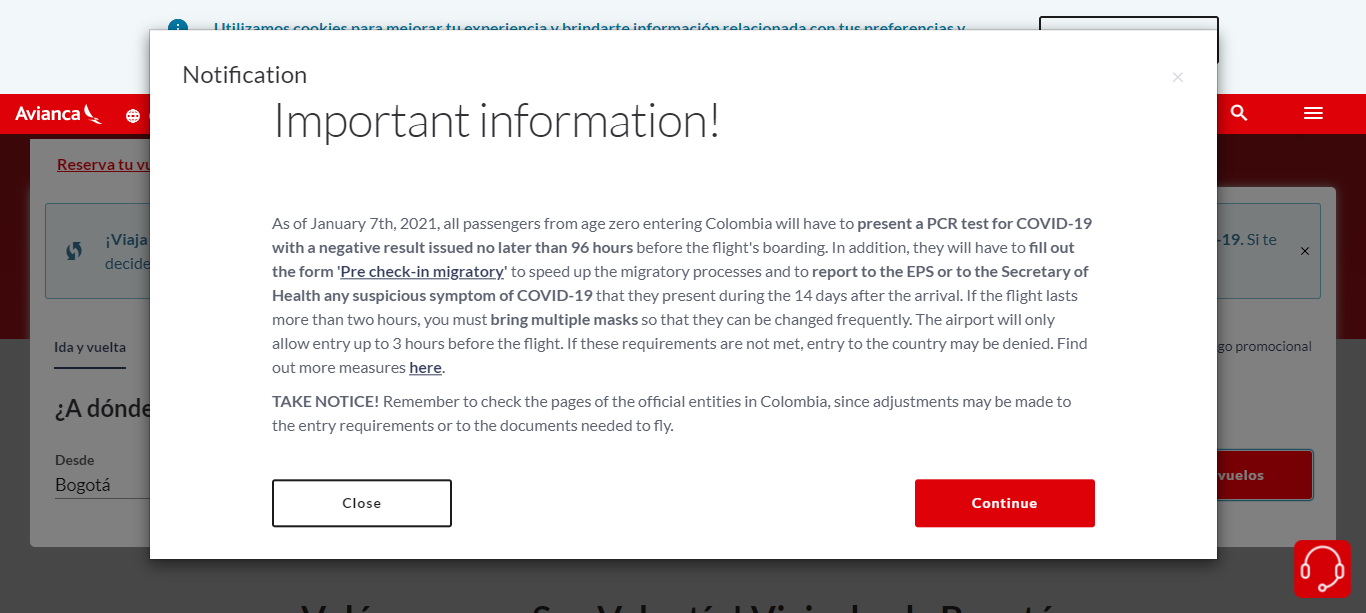 Utilizamos cookies para mejorar tu experiencia y brindarte información relacionada con tus preferencias y
Notification
×
Important information!
Avianca
Reserva tu
¡Viaja
-19. Si te
decide
As of January 7th, 2021, all passengers from age zero entering Colombia will have to present a PCR test for COVID-19
with a negative result issued no later than 96 hours before the flight's boarding. In addition, they will have to fill out
the form 'Pre check-in migratory' to speed up the migratory processes and to report to the EPS or to the Secretary of
Health any suspicious symptom of COVID-19 that they present during the 14 days after the arrival. If the flight lasts
more than two hours, you must bring multiple masks so that they can be changed frequently. The airport will only
allow entry up to 3 hours before the flight. If these requirements are not met, entry to the country may be denied. Find
out more measures here.
TAKE NOTICE! Remember to check the pages of the official entities in Colombia, since adjustments may be made to
the entry requirements or to the documents needed to fly.
Ida y vuelta
go promocional
¿A dónde
Desde
Bogotá
vuelos
Close
Continue